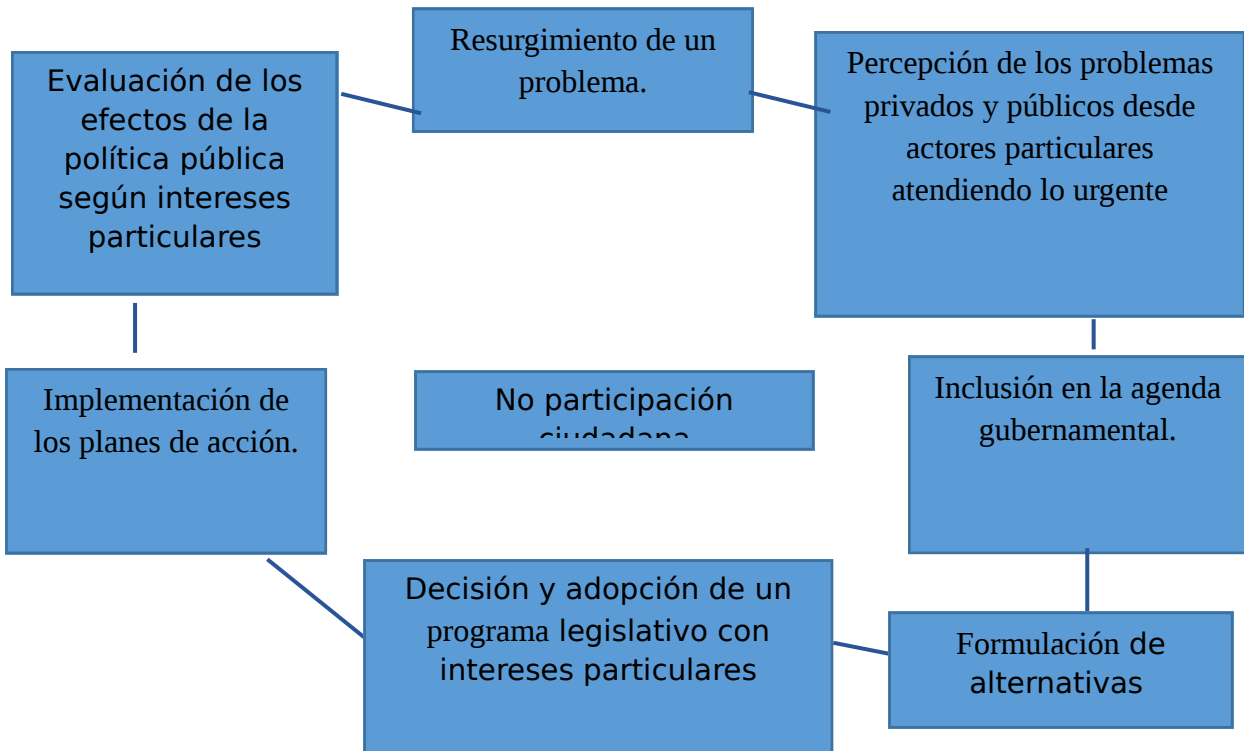 Resurgimiento de un
problema.
Percepción de los problemas
privados y públicos desde
actores particulares
atendiendo lo urgente
Inclusión en la agenda
gubernamental.
Formulación de
alternativas
Decisión y adopción de un
programa legislativo con
intereses particulares
Implementación de
los planes de acción.
Evaluación de los
efectos de la
política pública
según intereses
particulares
No participación
ciudadana